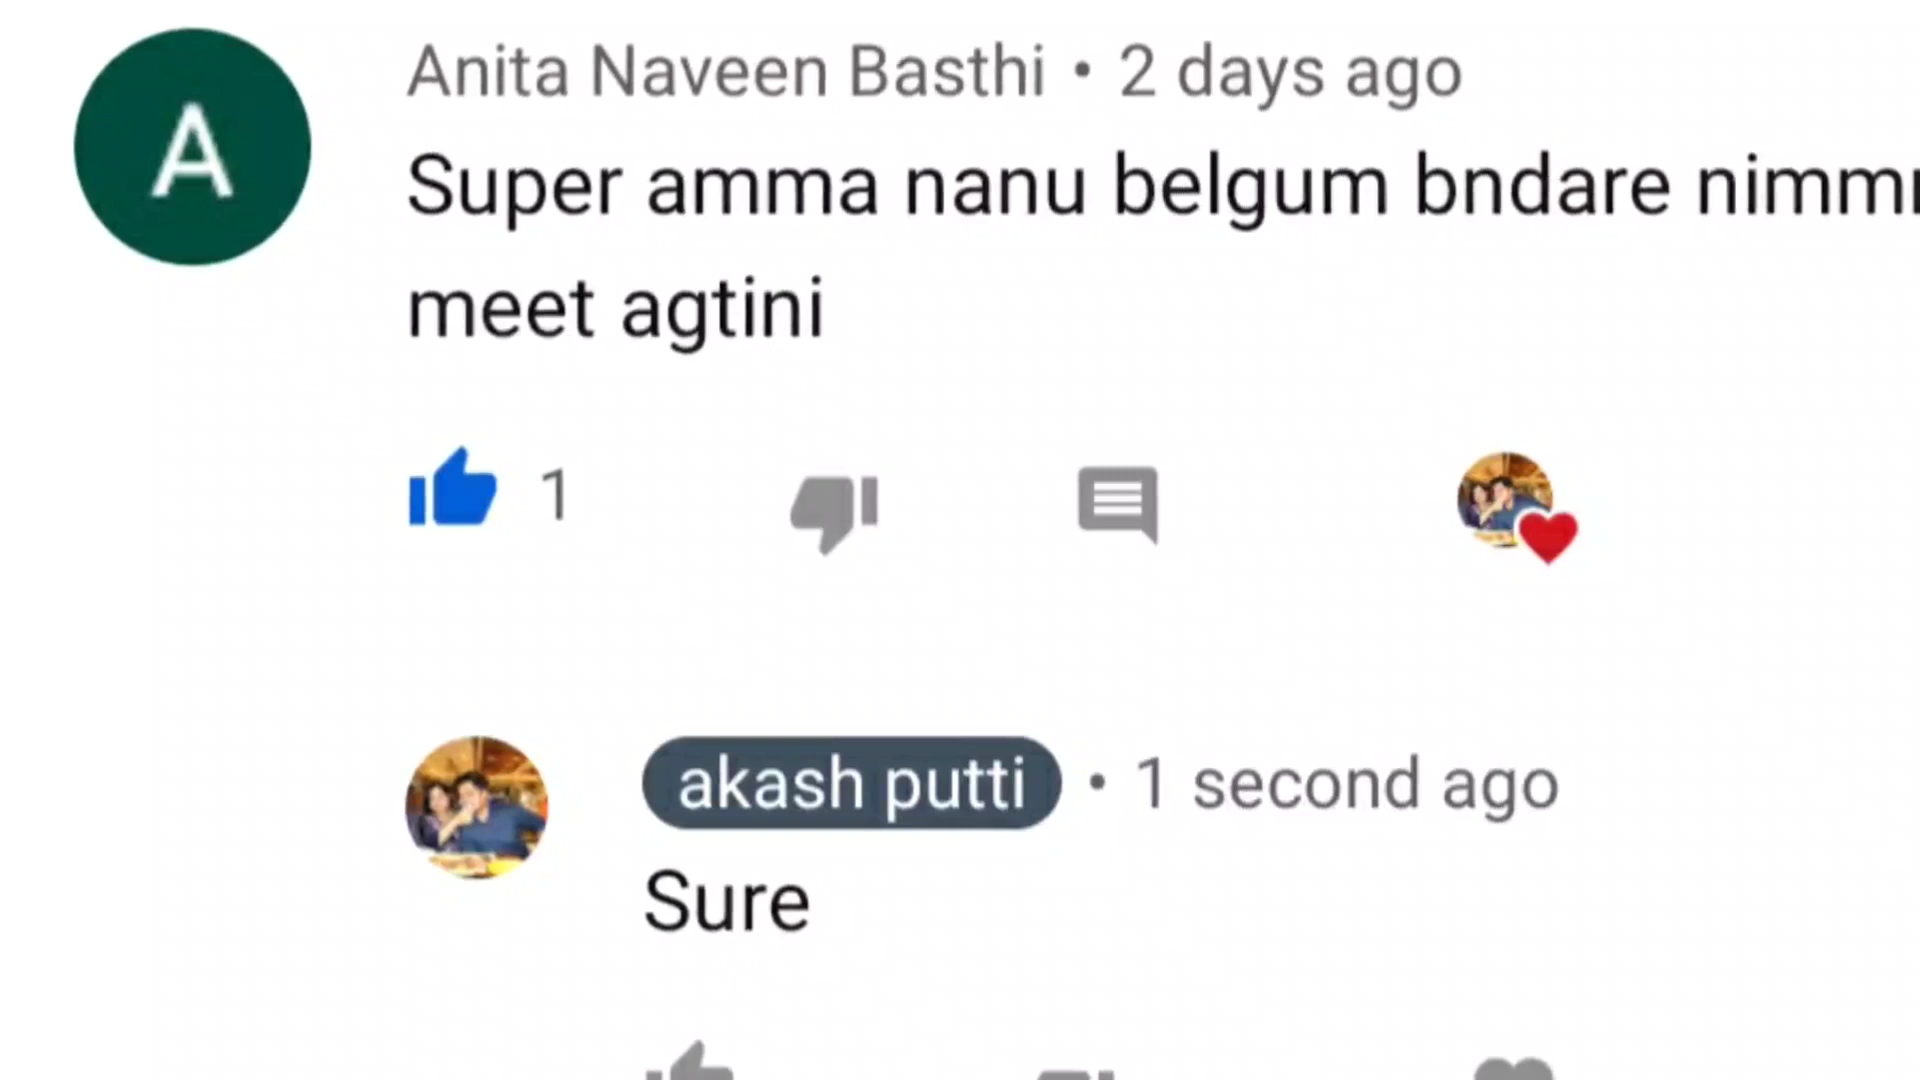 A
Anita Naveen Basthi • 2 days ago
Super amma nanu belgum bndare
meet agtini
1
akash putti • 1 second ago
Sure